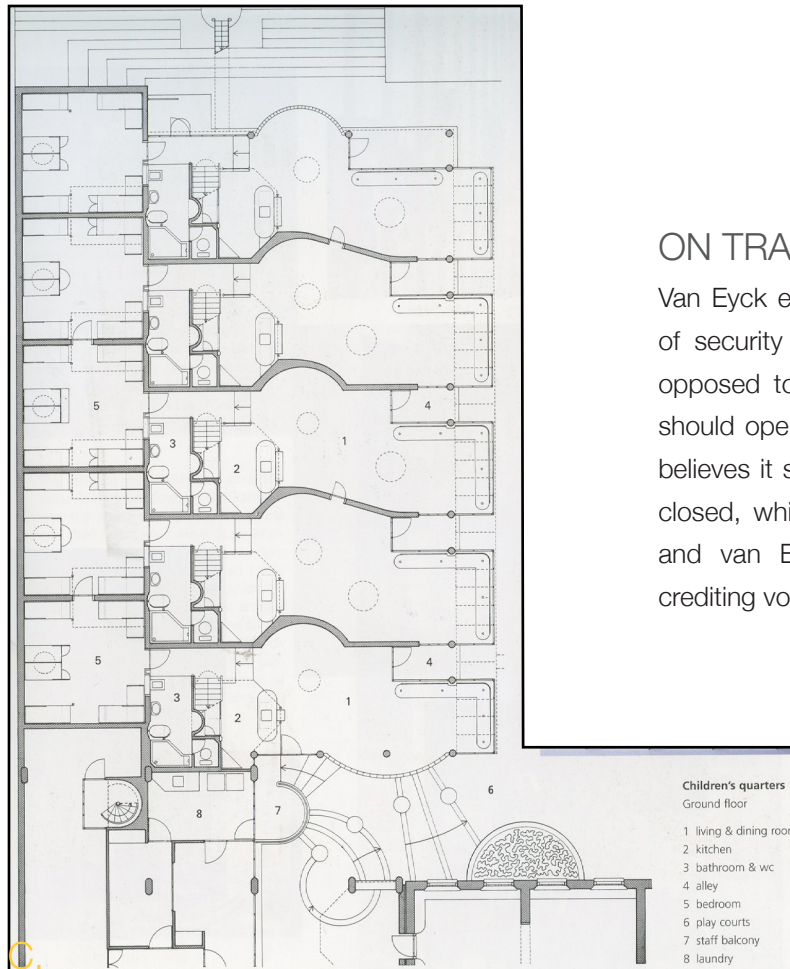 5
3
2
1
4
5
3
2
1
4
8
7
6
C.
ON TRA
Van Eyck e
of security
opposed to
should ope
believes it s
closed, whi
and van E
crediting vo
Children's quarters
Ground floor
1 living & dining room
2 kitchen
3 bathroom & wc
4 alley
5 bedroom
6 play courts
7 staff balcony
8 laundry